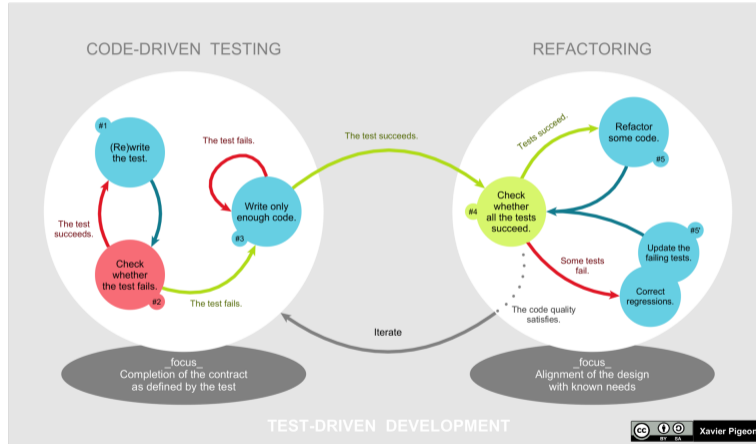 CODE-DRIVEN TESTING
REFACTORING
#1
(Re)write
the test.
The test
succeeds.
Check
whether
the test fails.
#2
The test fails.
The test fails.
Write only
enough code.
#3
The test succeeds.
Tests succeed.
Refactor
some code.
#5
#4
Check
whether
all the tests
succeed.
#5'
Update the
failing tests.
Some tests
fail.
Correct
regressions.
The code quality
satisfies.
Iterate
_focus_
Completion of the contract
as defined by the test
_focus_
Alignment of the design
with known needs
TEST-DRIVEN DEVELOPMENT
cc
BY SA
Xavier Pigeon